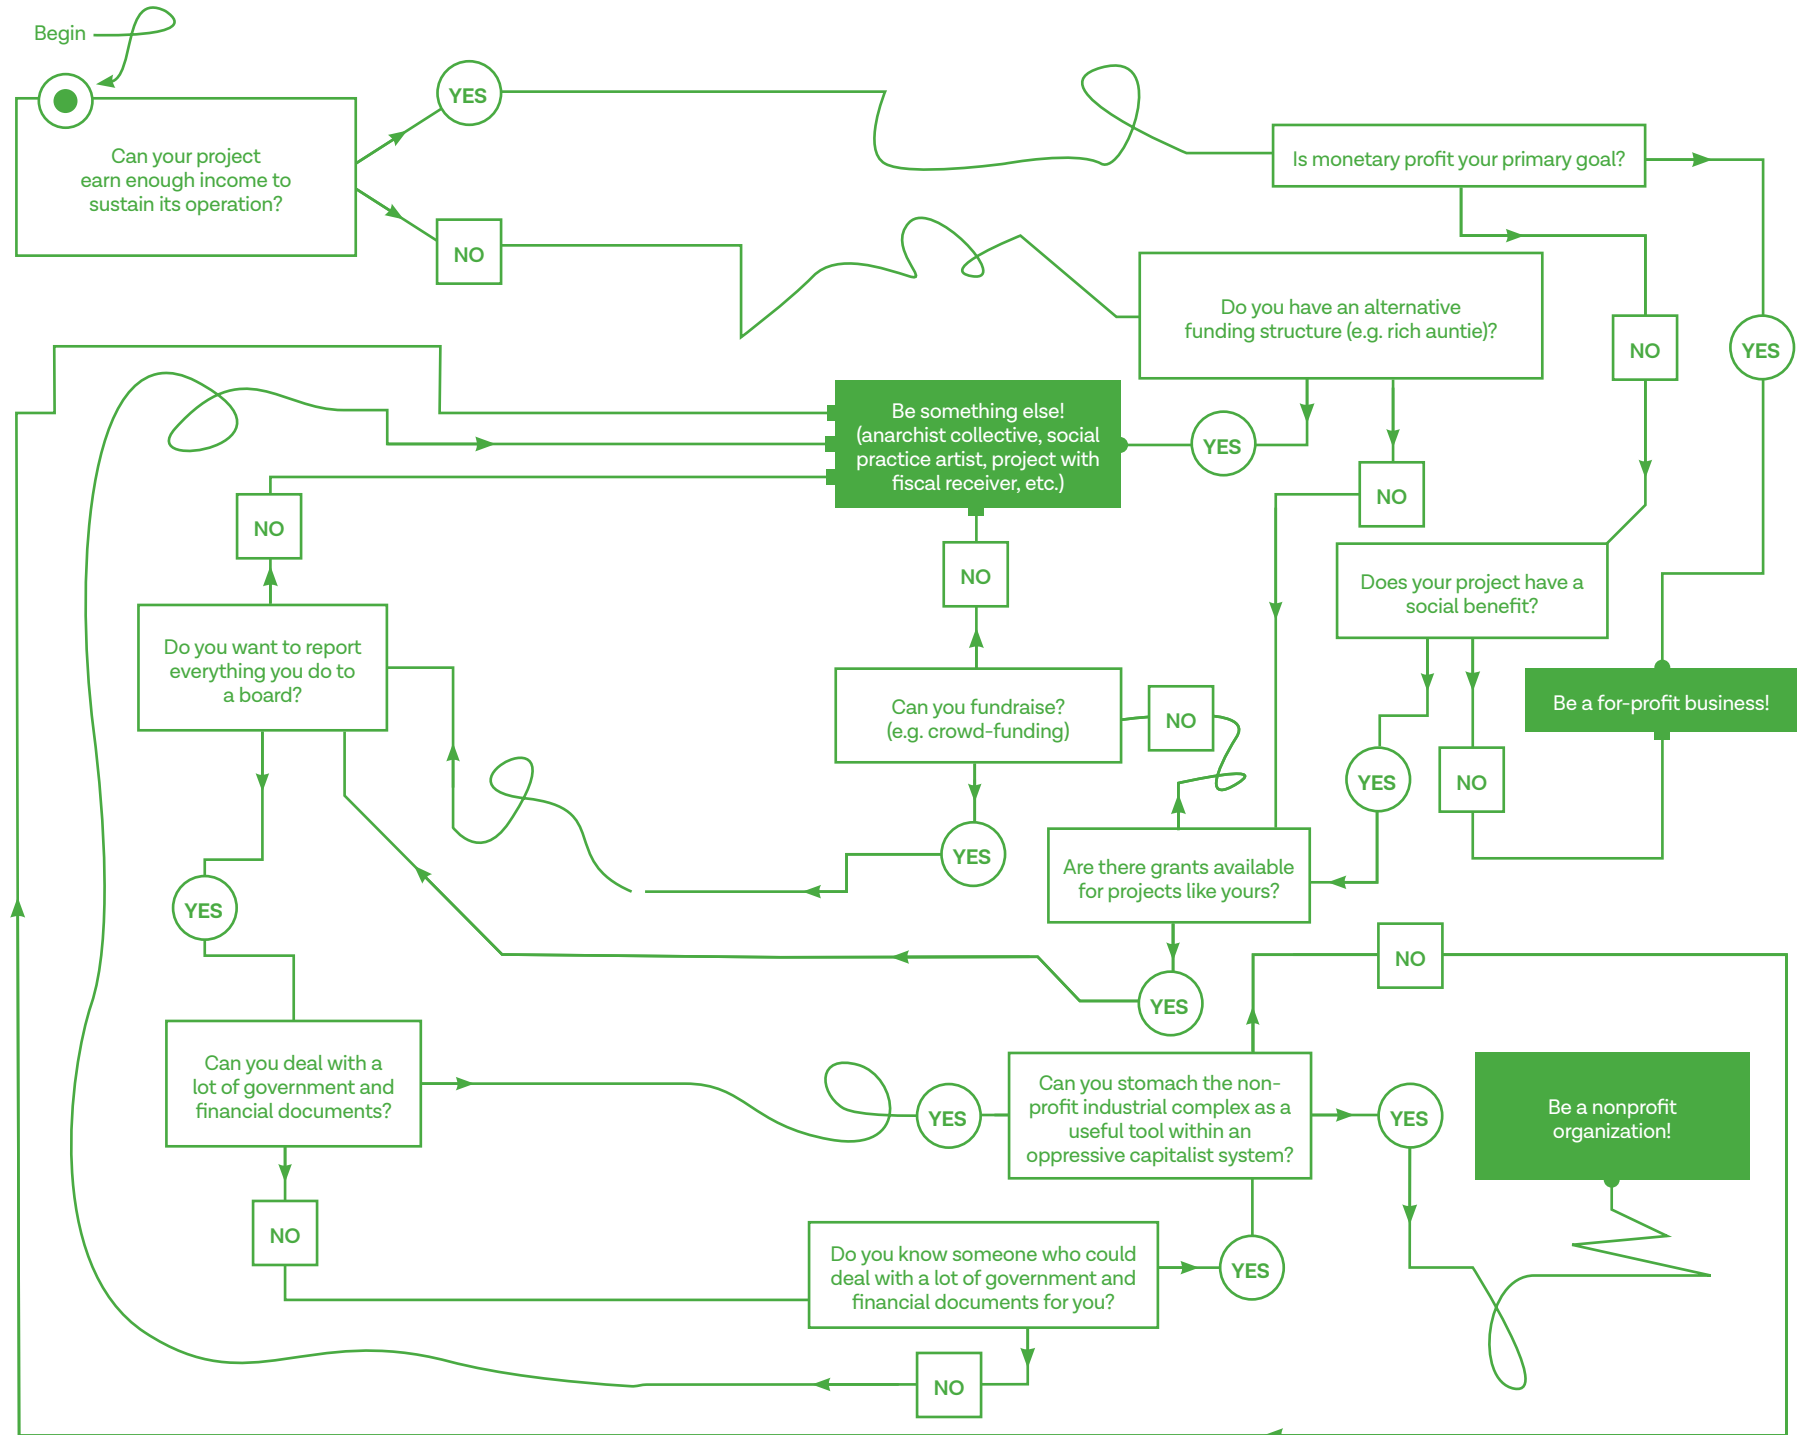 Begin
YES
Can your project
earn enough income to
sustain its operation?
Is monetary profit your primary goal?
NO
Do you have an alternative
funding structure (e.g. rich auntie)?
NO
YES
Be something else!
(anarchist collective, social
practice artist, project with
fiscal receiver, etc.)
YES
NO
NO
NO
Does your project have a
social benefit?
Do you want to report
everything you do to
a board?
Can you fundraise?
(e.g. crowd-funding)
NO
Be a for-profit business!
YES
NO
YES
Are there grants available
for projects like yours?
YES
NO
YES
Can you deal with a
lot of government and
financial documents?
YES
Can you stomach the non-
profit industrial complex as a
useful tool within an
oppressive capitalist system?
YES
Be a nonprofit
organization!
NO
Do you know someone who could
deal with a lot of government and
financial documents for you?
YES
NO